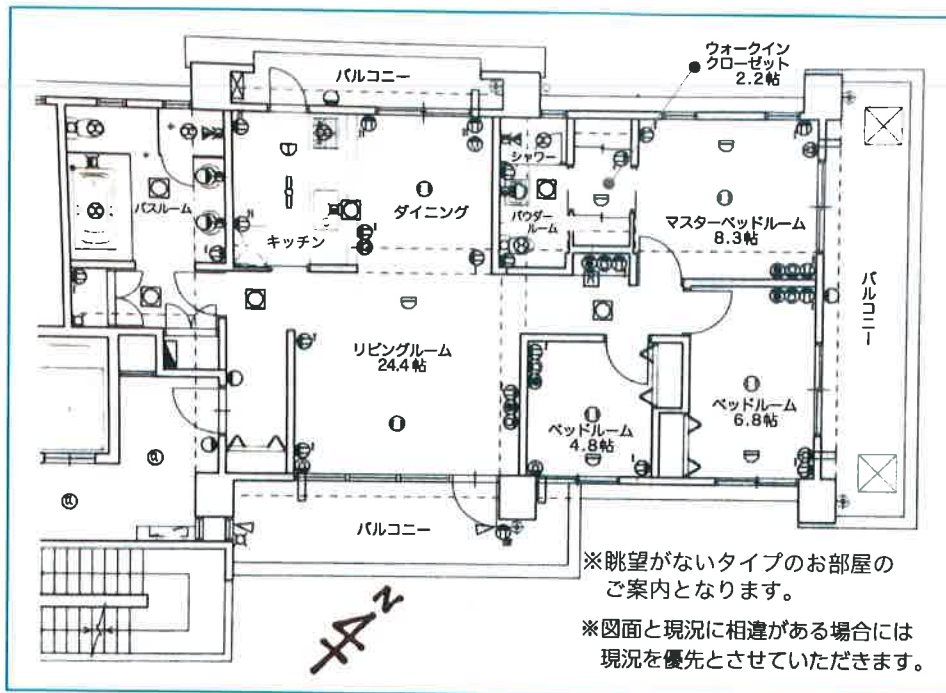 ウォークイン
クローゼット
2.2帖
バルコニー
シャワー
バスルーム
ダイニング
パウダー
ルーム
マスターベッドルーム
8.3帖
キッチン
バルコニー
リビングルーム
24.4帖
ベッドルーム
4.8帖
ベッドルーム
6.8帖
バルコニー
※眺望がないタイプのお部屋の
ご案内となります。
※図面と現況に相違がある場合には
現況を優先とさせていただきます。
N